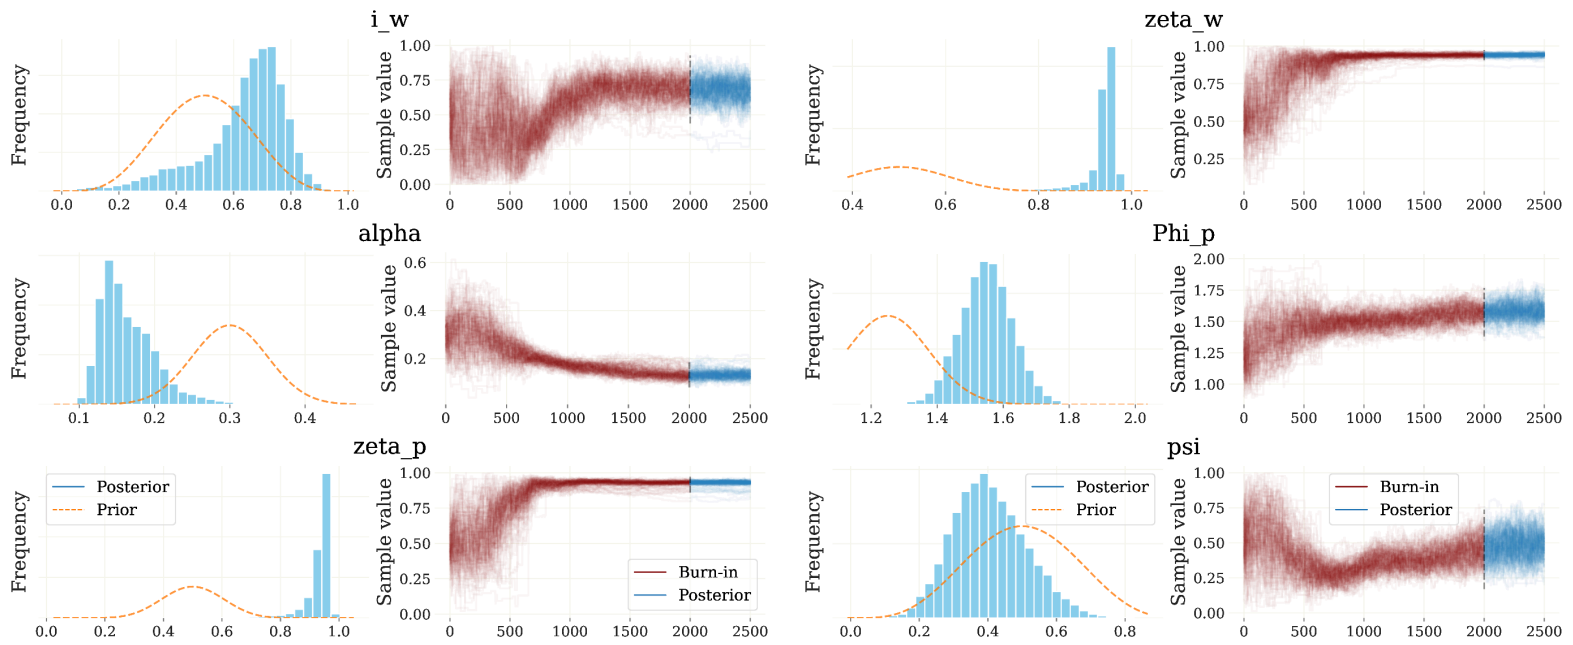 i_w
Frequency
0.0 0.2 0.4 0.6 0.8 1.0
Sample value
1.00
0.75
0.50
0.25
0.00
0 500 1000 1500 2000 2500
zeta_w
Frequency
0.4 0.6 0.8 1.0
Sample value
1.00
0.75
0.50
0.25
0 500 1000 1500 2000 2500
alpha
Frequency
0.1 0.2 0.3 0.4
Sample value
0.6
0.4
0.2
0 500 1000 1500 2000 2500
Phi_p
Frequency
1.2 1.4 1.6 1.8 2.0
Sample value
2.00
1.75
1.50
1.25
1.00
0 500 1000 1500 2000 2500
zeta_p
Frequency
Posterior
Prior
0.0 0.2 0.4 0.6 0.8 1.0
Sample value
1.00
0.75
0.50
0.25
0.00
Burn-in
Posterior
0 500 1000 1500 2000 2500
psi
Frequency
Posterior
Prior
0.0 0.2 0.4 0.6 0.8
Sample value
1.00
0.75
0.50
0.25
0.00
Burn-in
Posterior
0 500 1000 1500 2000 2500